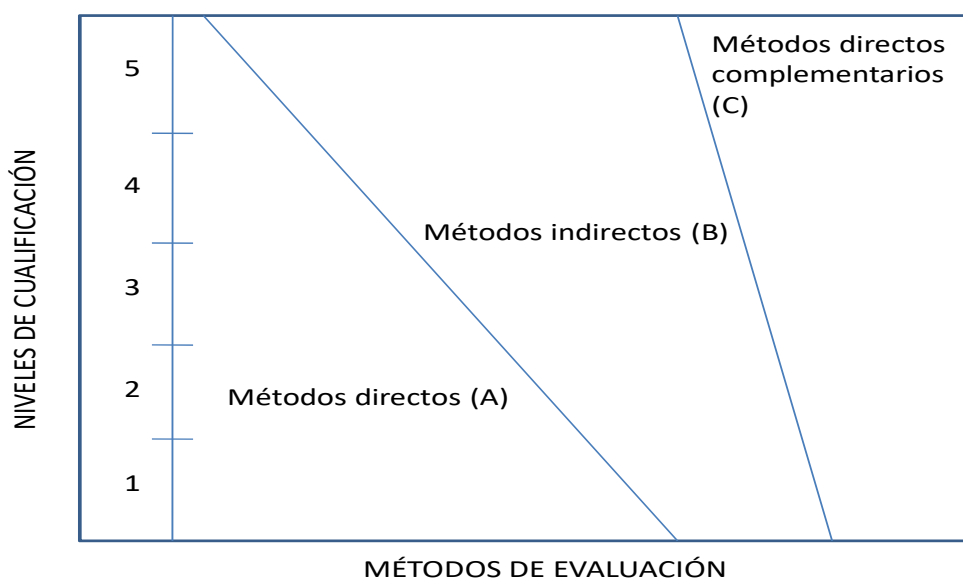 Métodos directos
complementarios
(C)
5
4
Métodos indirectos (B)
3
2
Métodos directos (A)
1
NIVELES DE CUALIFICACIÓN
MÉTODOS DE EVALUACIÓN